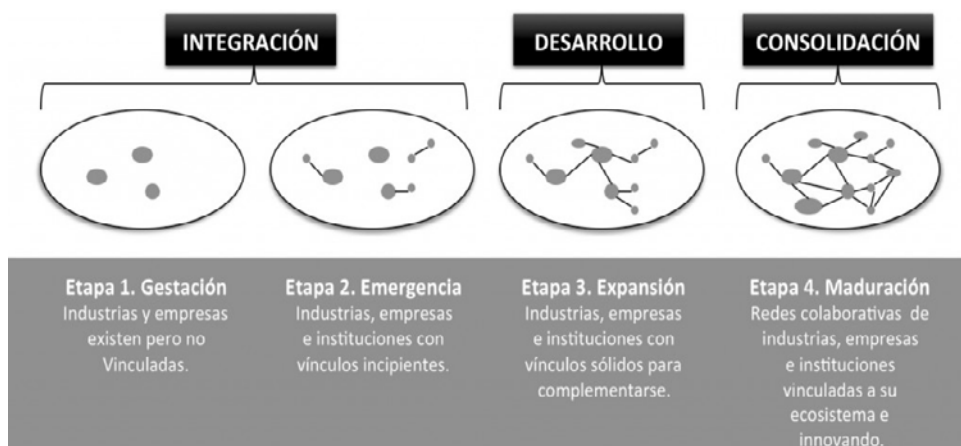 INTEGRACIÓN
DESARROLLO
CONSOLIDACIÓN
Etapa 1. Gestación
Industrias y empresas
existen pero no
Vinculadas.
Etapa 2. Emergencia
Industrias, empresas
e instituciones con
vínculos incipientes.
Etapa 3. Expansión
Industrias, empresas
e instituciones con
vínculos sólidos para
complementarse.
Etapa 4. Maduración
Redes colaborativas de
industrias, empresas
e instituciones
vinculadas a su
ecosistema e
innovando.